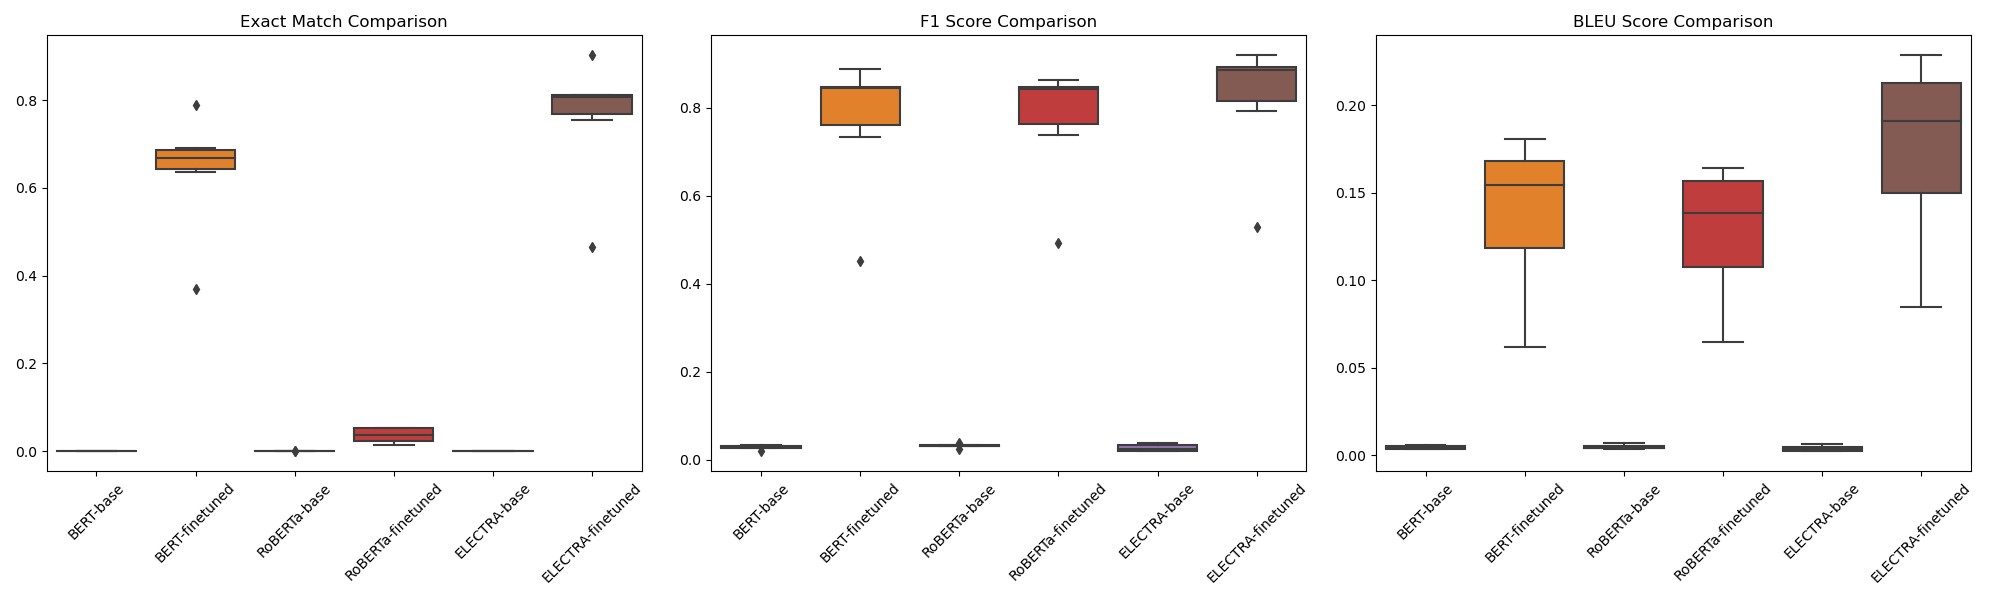 Exact Match Comparison
0.8
0.6
0.4
0.2
0.0
BERT-base
BERT-finetuned
RoBERTa-base
RoBERTa-finetuned
ELECTRA-base
ELECTRA-finetuned
F1 Score Comparison
0.8
0.6
0.4
0.2
0.0
BERT-base
BERT-finetuned
RoBERTa-base
RoBERTa-finetuned
ELECTRA-base
ELECTRA-finetuned
BLEU Score Comparison
0.20
0.15
0.10
0.05
0.00
BERT-base
BERT-finetuned
RoBERTa-base
RoBERTa-finetuned
ELECTRA-base
ELECTRA-finetuned